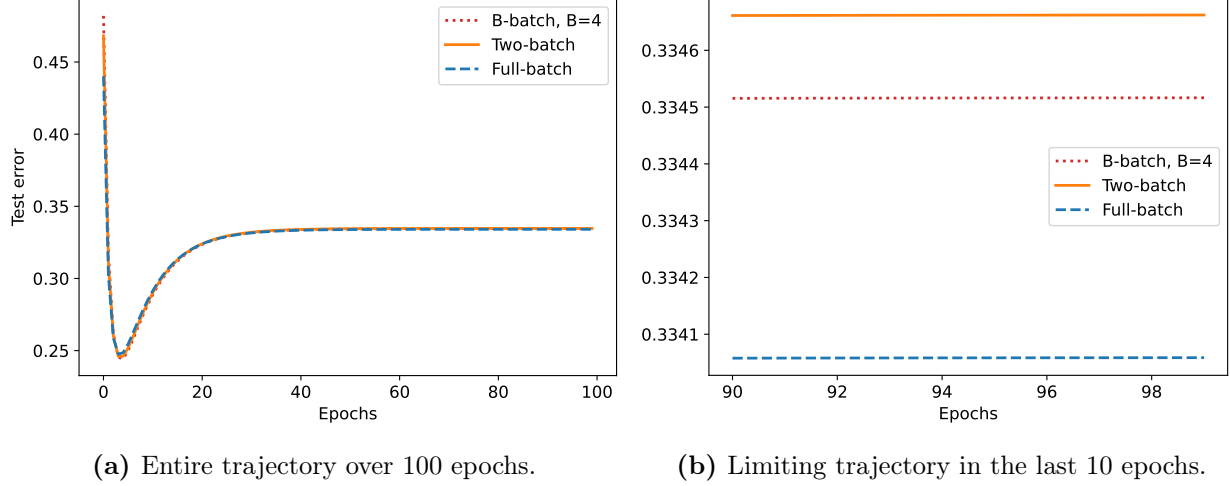 B-batch, B=4
Two-batch
Full-batch
0.45
0.40
0.35
0.30
0.25
Test error
0 20 40 60 80 100
Epochs
(a) Entire trajectory over 100 epochs.
0.3346
0.3345
0.3344
0.3343
0.3342
0.3341
B-batch, B=4
Two-batch
Full-batch
90 92 94 96 98
Epochs
(b) Limiting trajectory in the last 10 epochs.